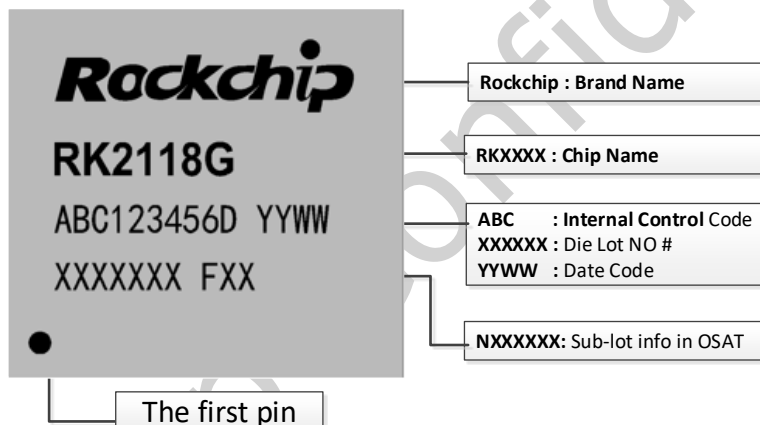 Rockchip
RK2118G
ABC123456D YYWW
XXXXXXX FXX
Rockchip : Brand Name
RKXXXX : Chip Name
ABC : Internal Control Code
XXXXXX : Die Lot NO #
YYWW : Date Code
NXXXXXX: Sub-lot info in OSAT
The first pin